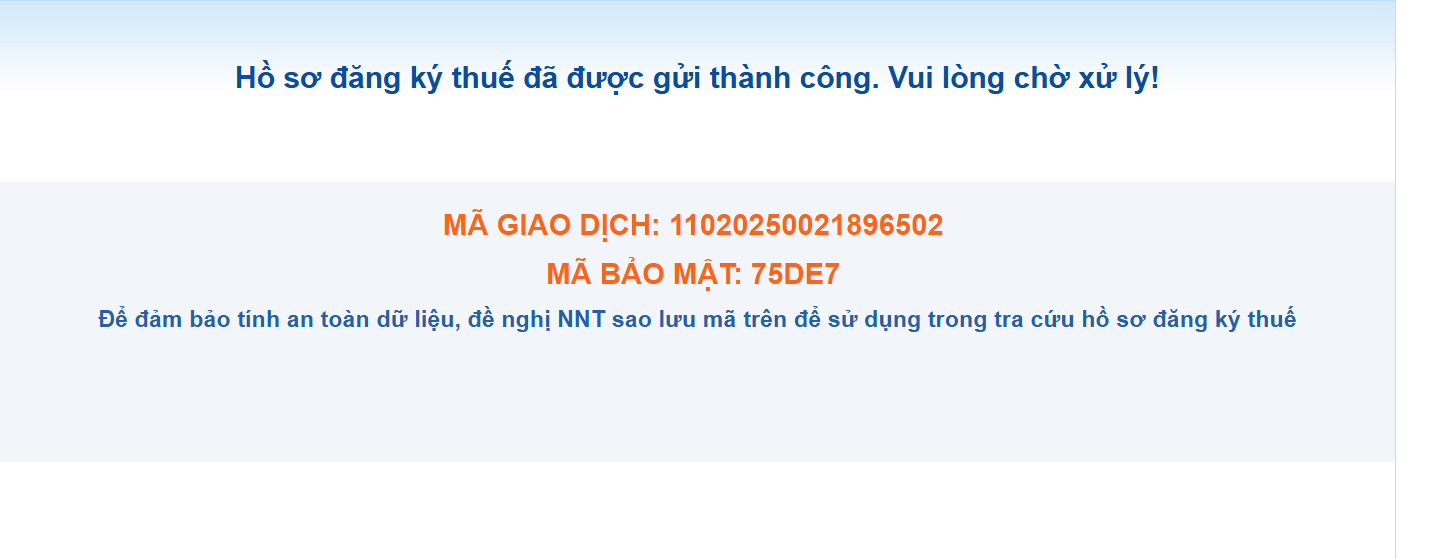 Hồ sơ đăng ký thuế đã được gửi thành công. Vui lòng chờ xử lý!
MÃ GIAO DỊCH: 11020250021896502
MÃ BẢO MẬT: 75DE7
Để đảm bảo tính an toàn dữ liệu, đề nghị NNT sao lưu mã trên để sử dụng trong tra cứu hồ sơ đăng ký thuế